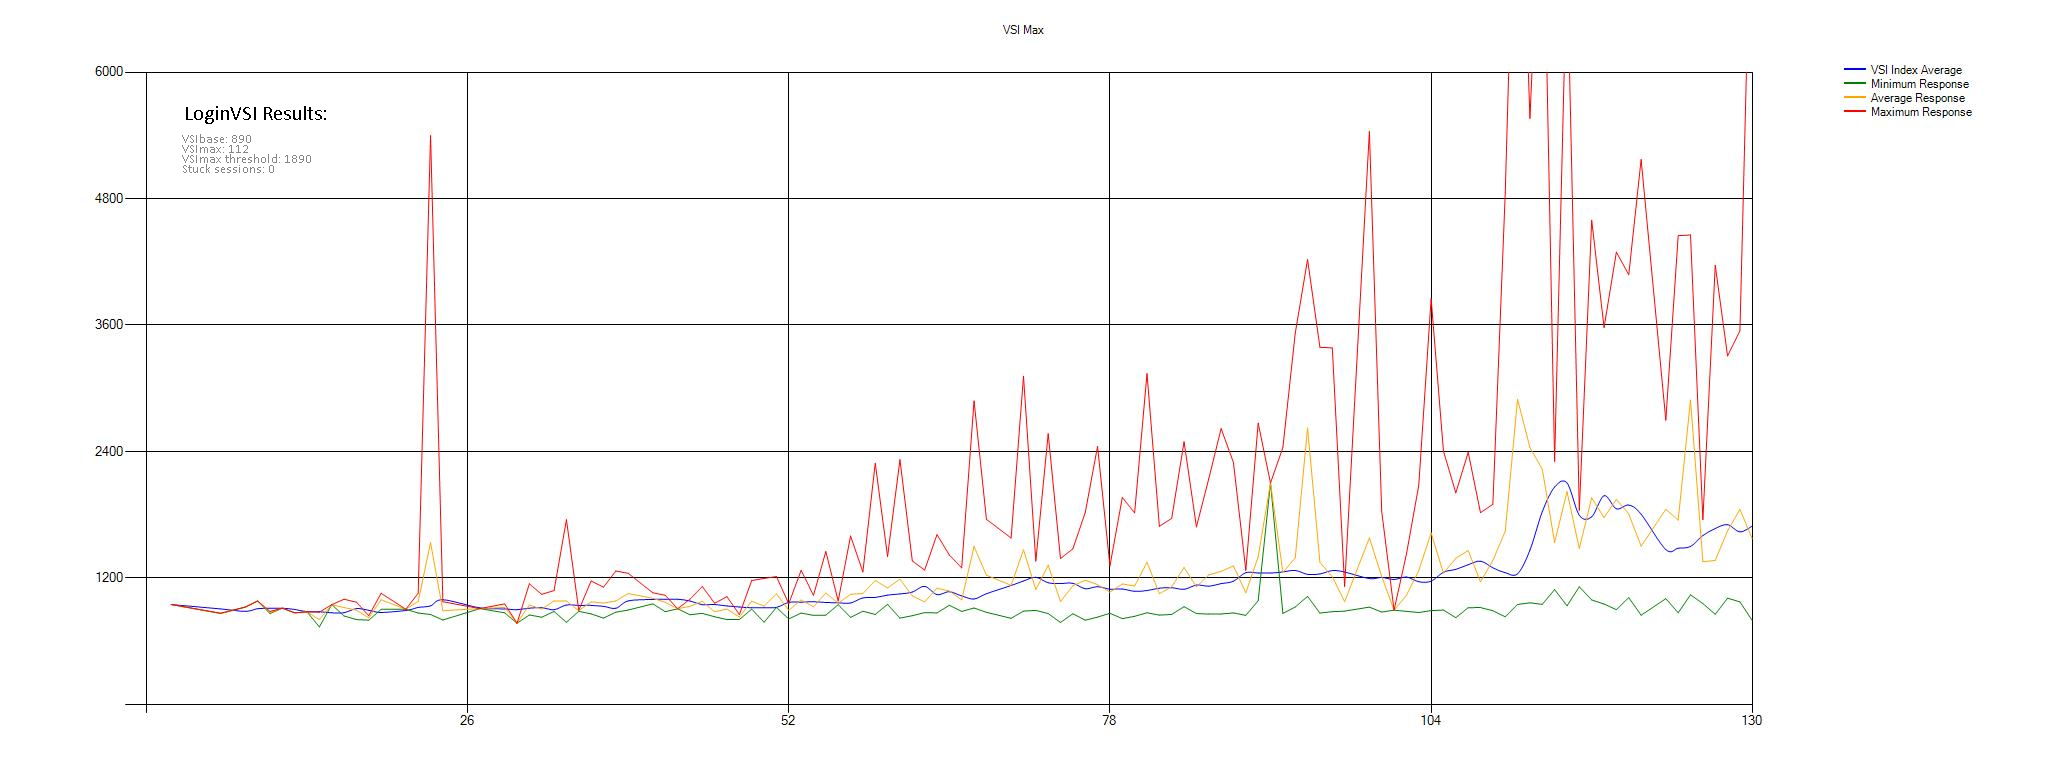 VSI Max
6000
4800
3600
2400
1200
26
52
78
104
130
LoginVSI Results:
VSIbase: 890
VSImax: 112
VSImax threshold: 1890
Stuck sessions: 0
VSI Index Average
Minimum Response
Average Response
Maximum Response